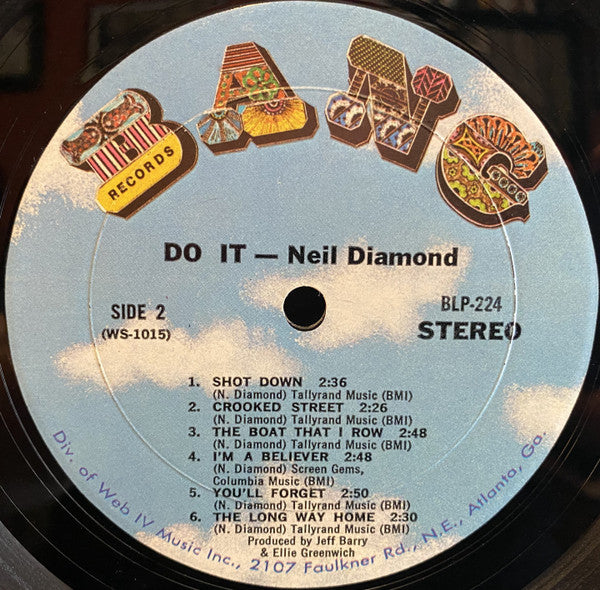 BANG
RECORDS
DO IT — Neil Diamond
SIDE 2
(WS-1015)
BLP-224
STEREO
1. SHOT DOWN 2:36
(N. Diamond) Tallyrand Music (BMI)
2. CROOKED STREET 2:26
(N. Diamond) Tallyrand Music (BMI)
3. THE BOAT THAT I ROW 2:48
(N. Diamond) Tallyrand Music (BMI)
4. I'M A BELIEVER 2:48
(N. Diamond) Screen Gems,
Columbia Music (BMI)
5. YOU'LL FORGET 2:50
(N. Diamond) Tallyrand Music (BMI)
6. THE LONG WAY HOME 2:30
(N. Diamond) Tallyrand Music (BMI)
Produced by Jeff Barry
& Ellie Greenwich
Div. of Web IV Music Inc., 2107 Faulkner Rd., N.E., Atlanta, Ga.